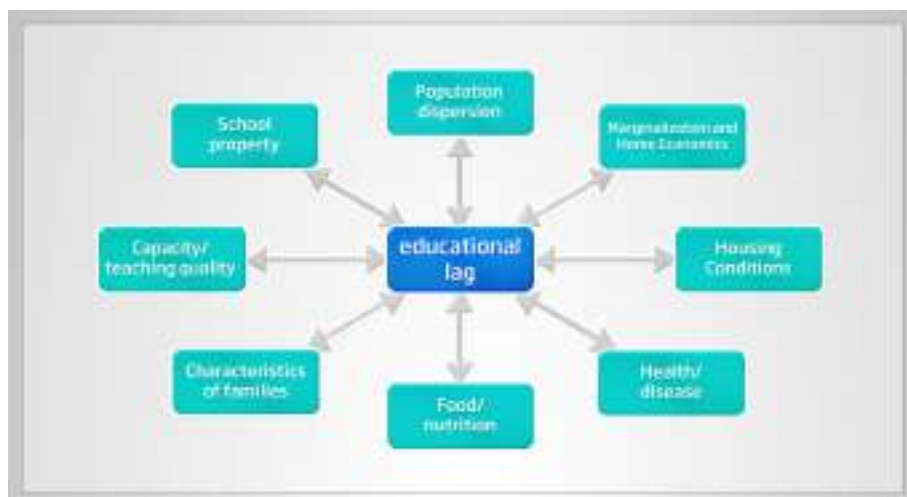 Population
dispersion
School
property
Marginalization and
Home Economics
Capacity/
teaching quality
educational
lag
Housing
Conditions
Characteristics
of families
Food/
nutrition
Health/
disease